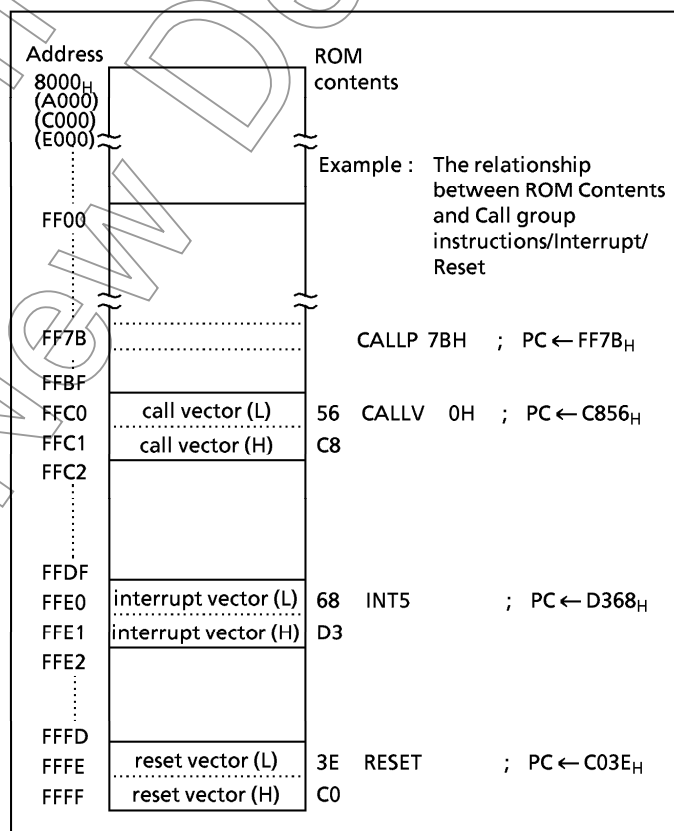 Address ROM
8000H contents
(A000)
(C000)
(E000)
Example : The relationship
between ROM Contents
and Call group
instructions/Interrupt/
Reset
FF00
FF7B CALLP 7BH ; PC ← FF7BH
FFBF
FFC0 call vector (L) 56 CALLV 0H ; PC ← C856H
FFC1 call vector (H) C8
FFC2
FFDF
FFE0 interrupt vector (L) 68 INT5 ; PC ← D368H
FFE1 interrupt vector (H) D3
FFE2
FFFD
FFFE reset vector (L) 3E RESET ; PC ← C03EH
FFFF reset vector (H) C0